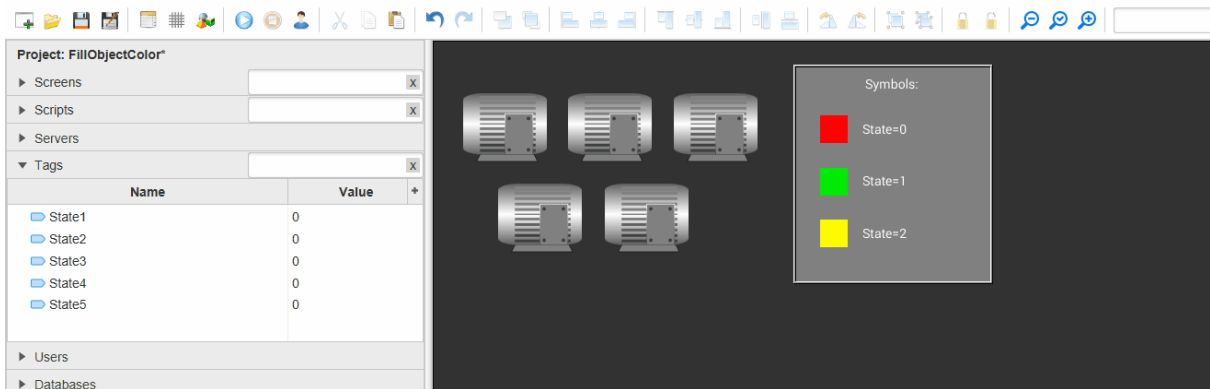 Project: FillObjectColor*
Screens
x
Scripts
x
Servers
Tags
x
Name Value +
State1 0
State2 0
State3 0
State4 0
State5 0
Users
Databases
Symbols:
State=0
State=1
State=2